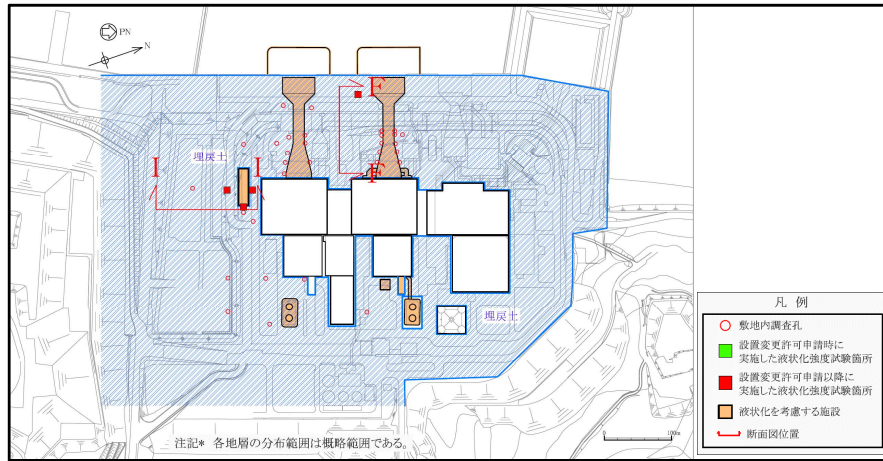 PN
N
F
I
埋戻土
I
F
埋戻土
注記* 各地層の分布範囲は概略範囲である。
0
100m
凡 例
敷地内調査孔
設置変更許可申請時に
実施した液状化強度試験箇所
設置変更許可申請以降に
実施した液状化強度試験箇所
液状化を考慮する施設
断面図位置